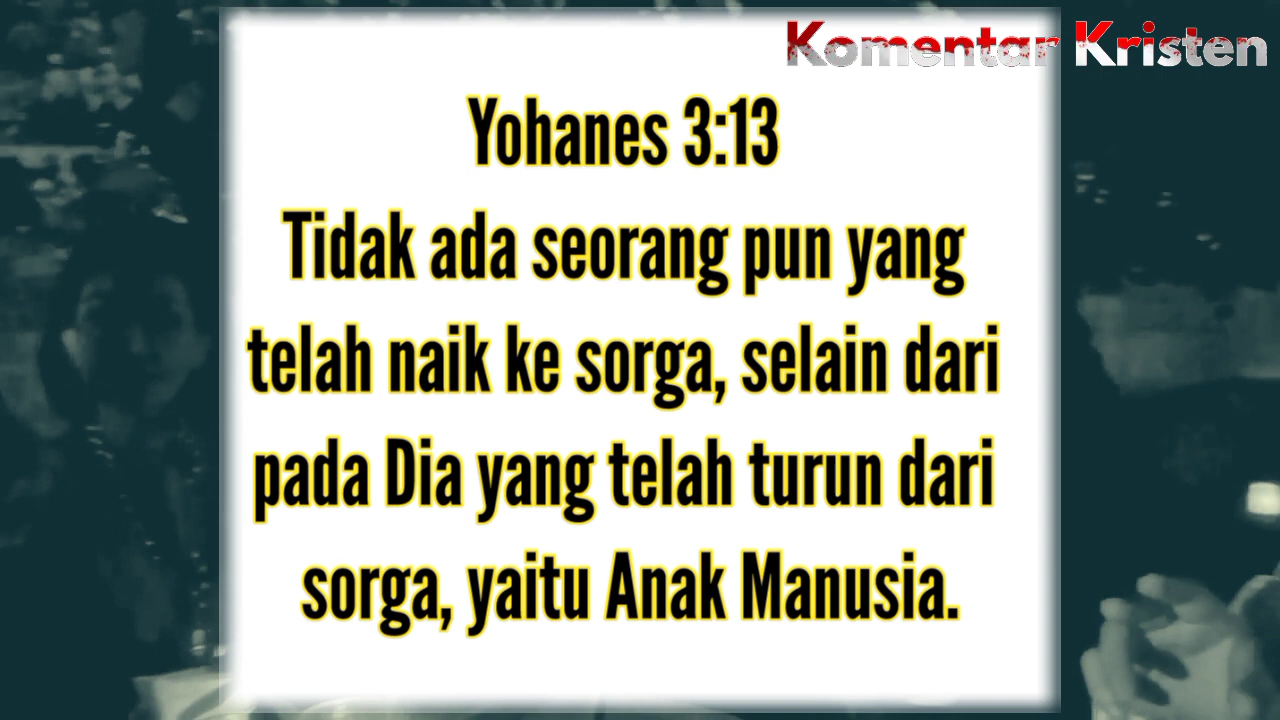 Komentar Kristen
Yohanes 3:13
Tidak ada seorang pun yang
telah naik ke sorga, selain dari
pada Dia yang telah turun dari
sorga, yaitu Anak Manusia.